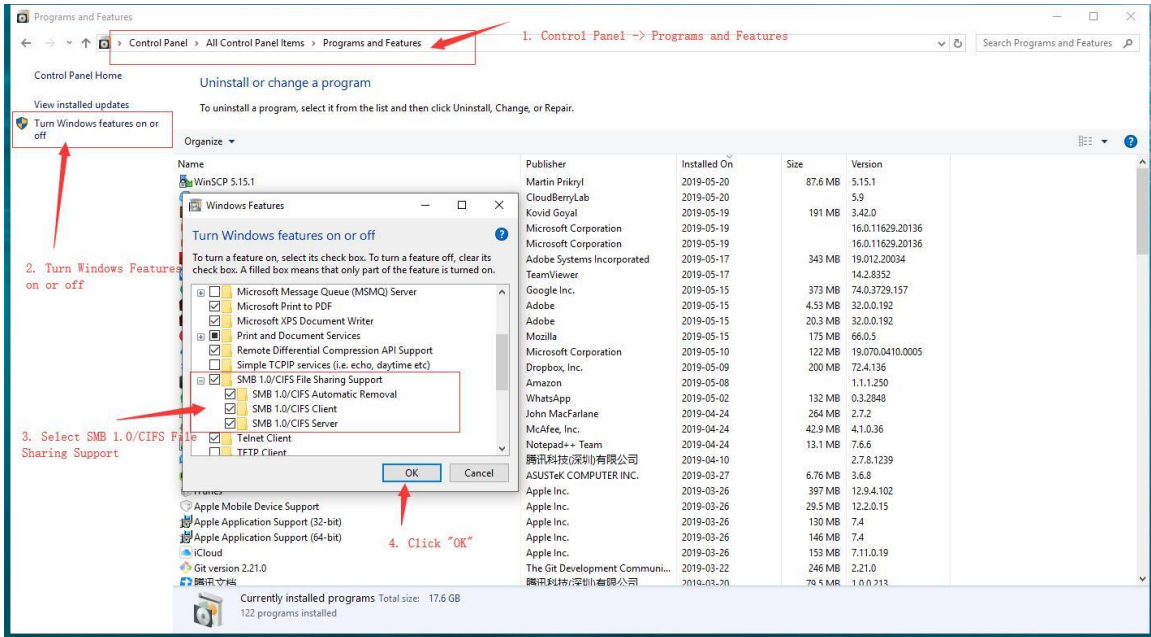 Programs and Features
1. Control Panel -> Programs and Features
Control Panel > All Control Panel Items > Programs and Features
Search Programs and Features
Control Panel Home
View installed updates
Turn Windows features on or
off
2. Turn Windows Features
on or off
3. Select SMB 1.0/CIFS File
Sharing Support
Uninstall or change a program
To uninstall a program, select it from the list and then click Uninstall, Change, or Repair.
Organize
Name Publisher Installed On Size Version
WinSCP 5.15.1 Martin Prikryl 2019-05-20 87.6 MB 5.15.1
CloudBerryLab 2019-05-20 5.9
Kovid Goyal 2019-05-19 191 MB 3.42.0
Microsoft Corporation 2019-05-19 16.0.11629.20136
Microsoft Corporation 2019-05-19 16.0.11629.20136
Adobe Systems Incorporated 2019-05-17 343 MB 19.012.20034
TeamViewer 2019-05-17 14.2.8352
Google Inc. 2019-05-15 373 MB 74.0.3729.157
Adobe 2019-05-15 4.53 MB 32.0.0.192
Adobe 2019-05-15 20.3 MB 32.0.0.192
Mozilla 2019-05-15 175 MB 66.0.5
Microsoft Corporation 2019-05-10 122 MB 19.070.0410.0005
Dropbox, Inc. 2019-05-09 200 MB 72.4.136
Amazon 2019-05-08 1.1.1.250
WhatsApp 2019-05-02 132 MB 0.3.2848
John MacFarlane 2019-04-24 264 MB 2.7.2
McAfee, Inc. 2019-04-24 42.9 MB 4.1.0.36
Notepad++ Team 2019-04-24 13.1 MB 7.6.6
腾讯科技(深圳)有限公司 2019-04-10 2.7.8.1239
ASUSTeK COMPUTER INC. 2019-03-27 6.76 MB 3.6.8
iTunes Apple Inc. 2019-03-26 397 MB 12.9.4.102
Apple Mobile Device Support Apple Inc. 2019-03-26 29.5 MB 12.2.0.15
Apple Application Support (32-bit) Apple Inc. 2019-03-26 130 MB 7.4
Apple Application Support (64-bit) Apple Inc. 2019-03-26 146 MB 7.4
iCloud Apple Inc. 2019-03-26 153 MB 7.11.0.19
Git version 2.21.0 The Git Development Communi... 2019-03-22 246 MB 2.21.0
腾讯文档 腾讯科技(深圳)有限公司 2019-03-20 79.5 MB 1.0.0.213
Windows Features
Turn Windows features on or off
To turn a feature on, select its check box. To turn a feature off, clear its
check box. A filled box means that only part of the feature is turned on.
Microsoft Message Queue (MSMQ) Server
Microsoft Print to PDF
Microsoft XPS Document Writer
Print and Document Services
Remote Differential Compression API Support
Simple TCPIP services (i.e. echo, daytime etc)
SMB 1.0/CIFS File Sharing Support
SMB 1.0/CIFS Automatic Removal
SMB 1.0/CIFS Client
SMB 1.0/CIFS Server
Telnet Client
TFTP Client
OK Cancel
4. Click "OK"
Currently installed programs Total size: 17.6 GB
122 programs installed